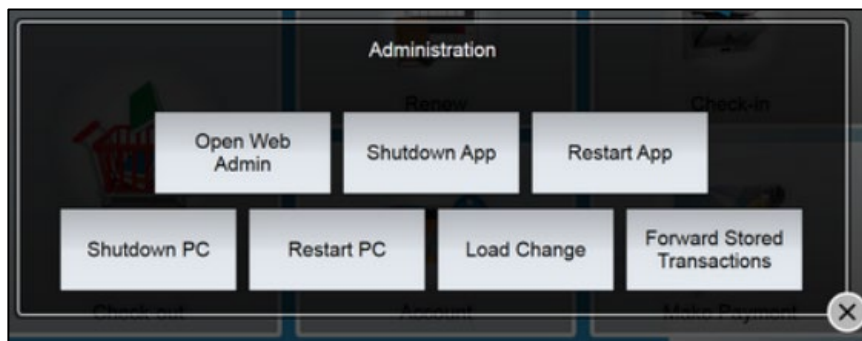 Administration
Renew
Check-in
Open Web
Admin
Shutdown App
Restart App
Shutdown PC
Restart PC
Load Change
Forward Stored
Transactions
Check out
Account
Make Payment